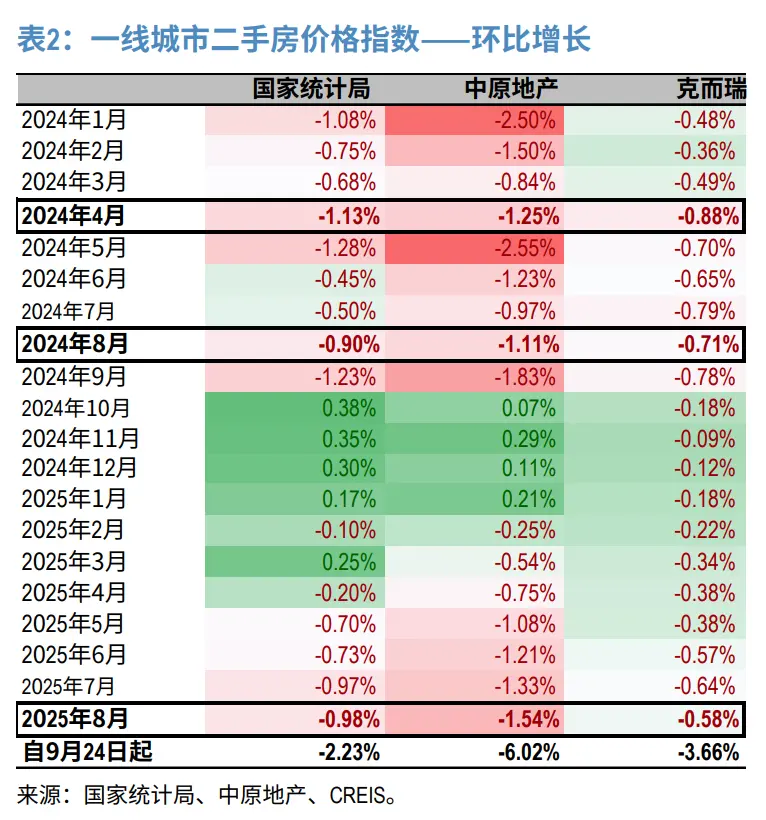 表2：一线城市二手房价格指数——环比增长
国家统计局 中原地产 克而瑞
2024年1月 -1.08% -2.50% -0.48%
2024年2月 -0.75% -1.50% -0.36%
2024年3月 -0.68% -0.84% -0.49%
2024年4月 -1.13% -1.25% -0.88%
2024年5月 -1.28% -2.55% -0.70%
2024年6月 -0.45% -1.23% -0.65%
2024年7月 -0.50% -0.97% -0.79%
2024年8月 -0.90% -1.11% -0.71%
2024年9月 -1.23% -1.83% -0.78%
2024年10月 0.38% 0.07% -0.18%
2024年11月 0.35% 0.29% -0.09%
2024年12月 0.30% 0.11% -0.12%
2025年1月 0.17% 0.21% -0.18%
2025年2月 -0.10% -0.25% -0.22%
2025年3月 0.25% -0.54% -0.34%
2025年4月 -0.20% -0.75% -0.38%
2025年5月 -0.70% -1.08% -0.38%
2025年6月 -0.73% -1.21% -0.57%
2025年7月 -0.97% -1.33% -0.64%
2025年8月 -0.98% -1.54% -0.58%
自9月24日起 -2.23% -6.02% -3.66%
来源：国家统计局、中原地产、CREIS。